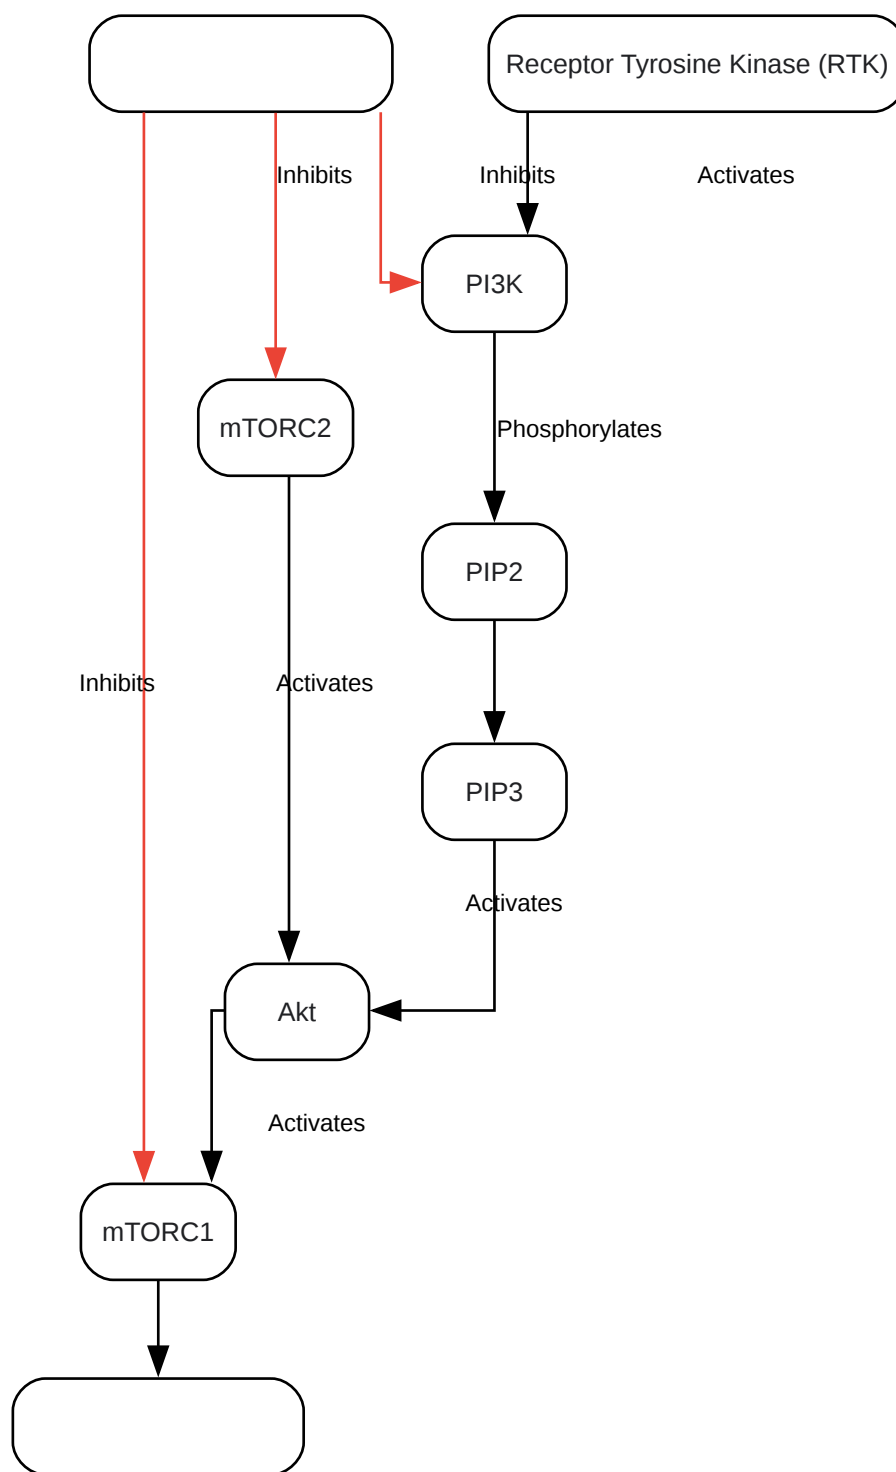 Receptor Tyrosine Kinase (RTK)
Inhibits
Inhibits
Activates
PI3K
mTORC2
Phosphorylates
PIP2
Inhibits
Activates
PIP3
Activates
Akt
Activates
mTORC1